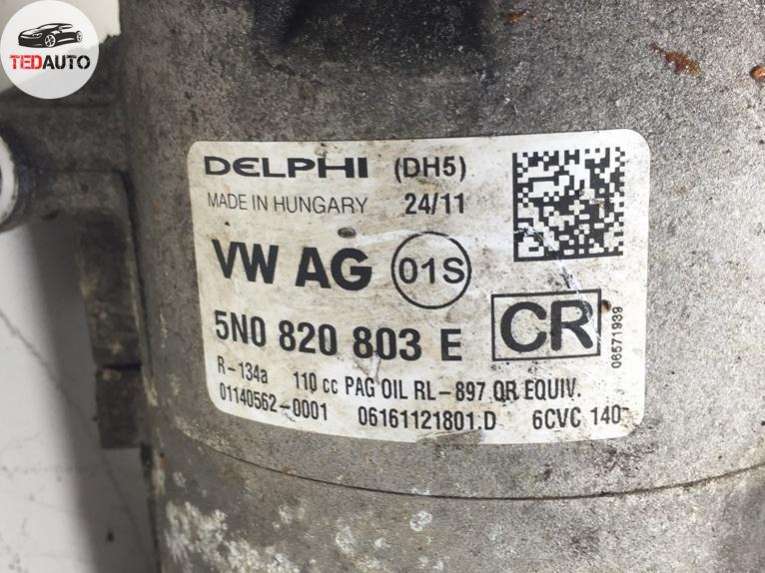 TEDAUTO
DELPHI (DH5)
MADE IN HUNGARY 24/11
VW AG 01S
5N0 820 803 E CR
06571939
R-134a 110 cc PAG OIL RL-897 OR EQUIV.
01140562-0001 06161121801.D 6CVC 140